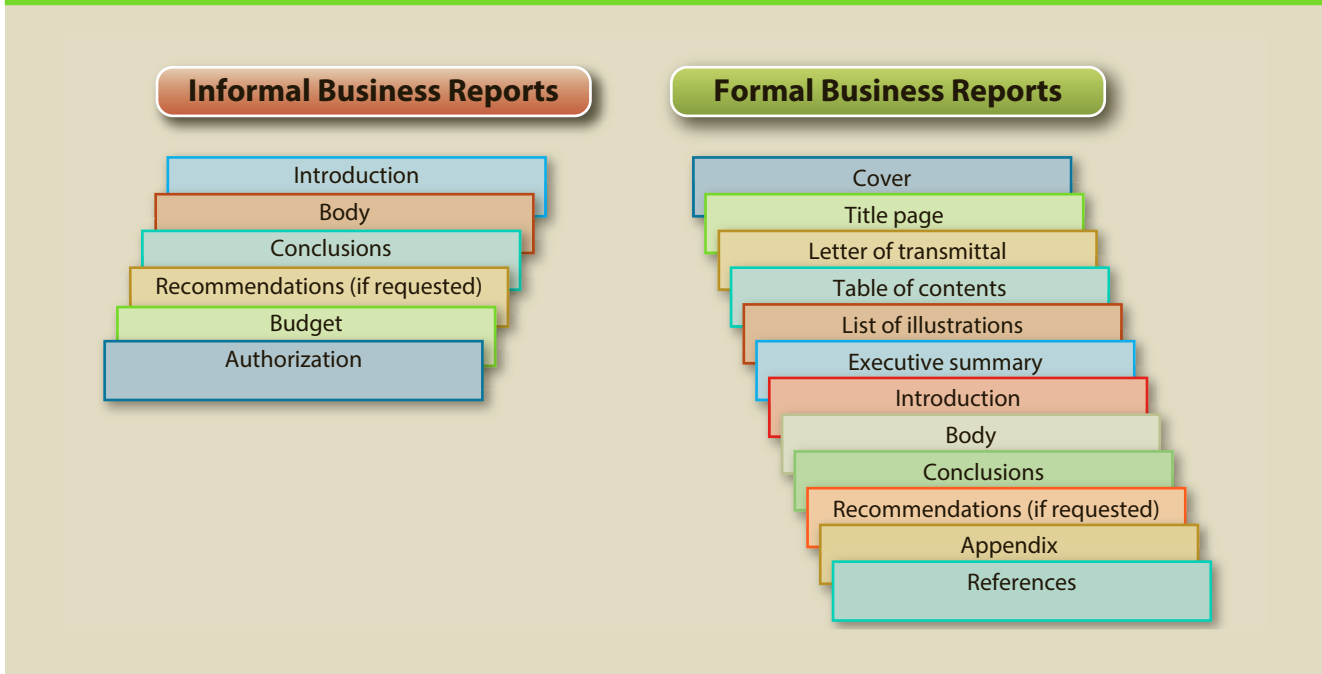 Informal Business Reports
Introduction
Body
Conclusions
Recommendations (if requested)
Budget
Authorization
Formal Business Reports
Cover
Title page
Letter of transmittal
Table of contents
List of illustrations
Executive summary
Introduction
Body
Conclusions
Recommendations (if requested)
Appendix
References